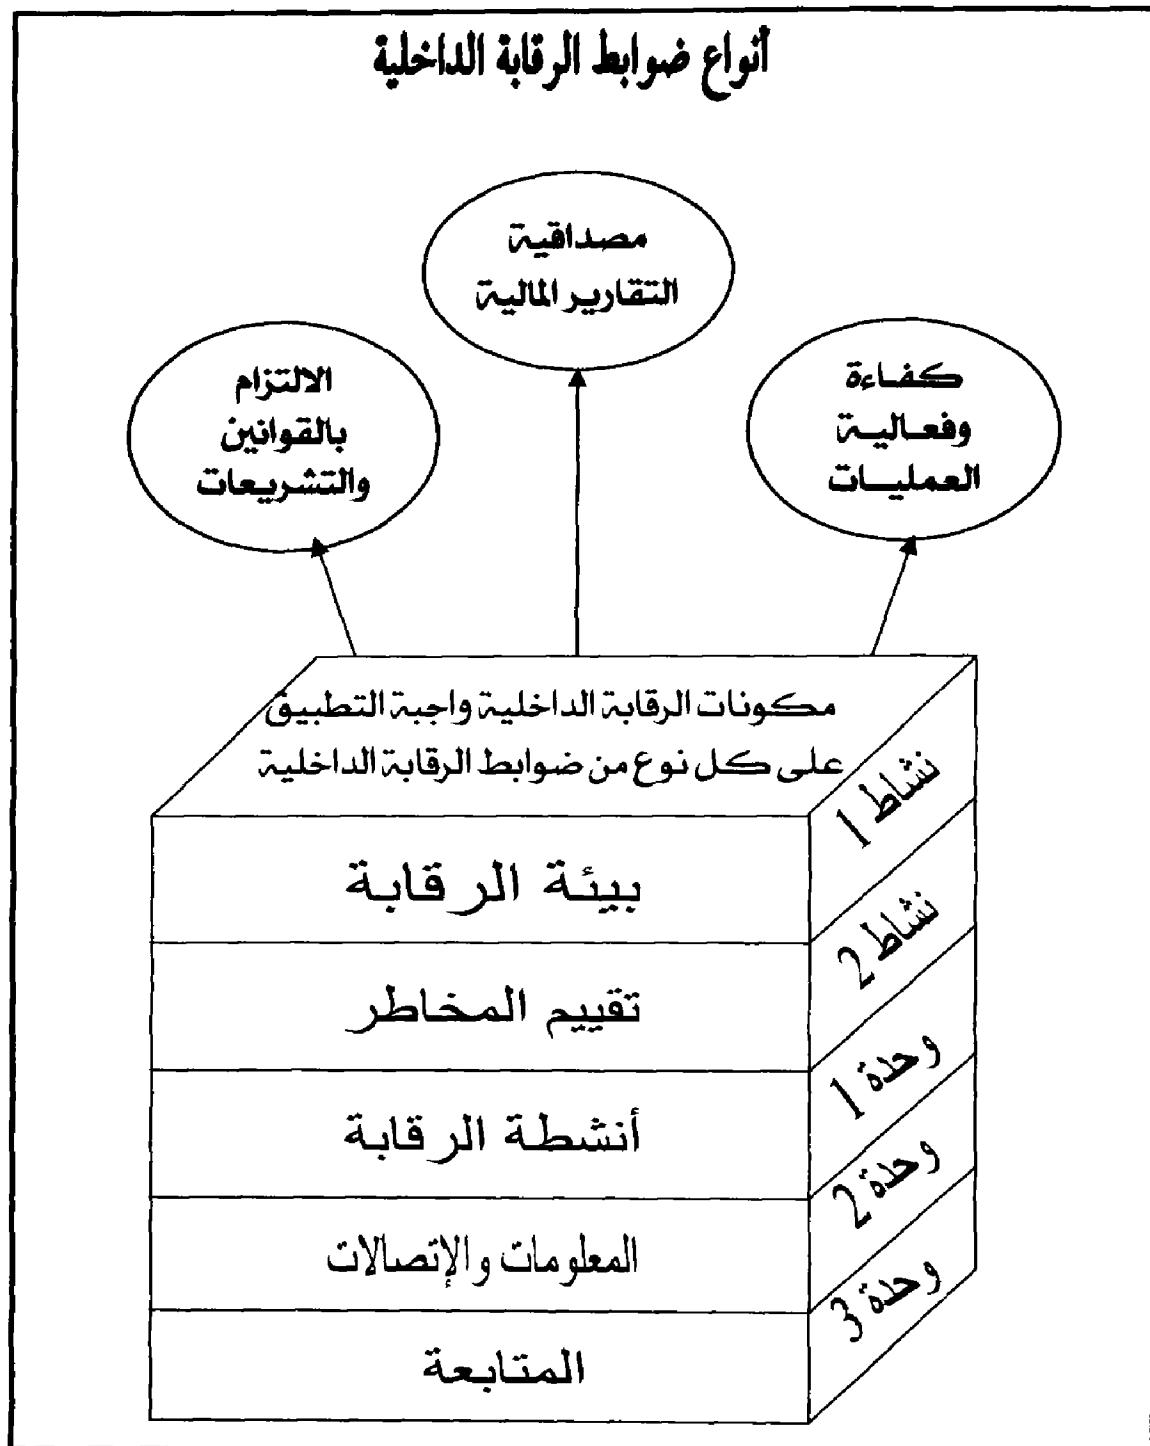 أنواع ضوابط الرقابة الداخلية
مصداقية
التقارير المالية
كفاءة
وفعالية
العمليات
الالتزام
بالقوانين
والتشريعات
مكونات الرقابة الداخلية واجبة التطبيق
على كل نوع من ضوابط الرقابة الداخلية
نشاط 1
نشاط 2
وحدة 1
وحدة 2
وحدة 3
بيئة الرقابة
تقييم المخاطر
أنشطة الرقابة
المعلومات والإتصالات
المتابعة